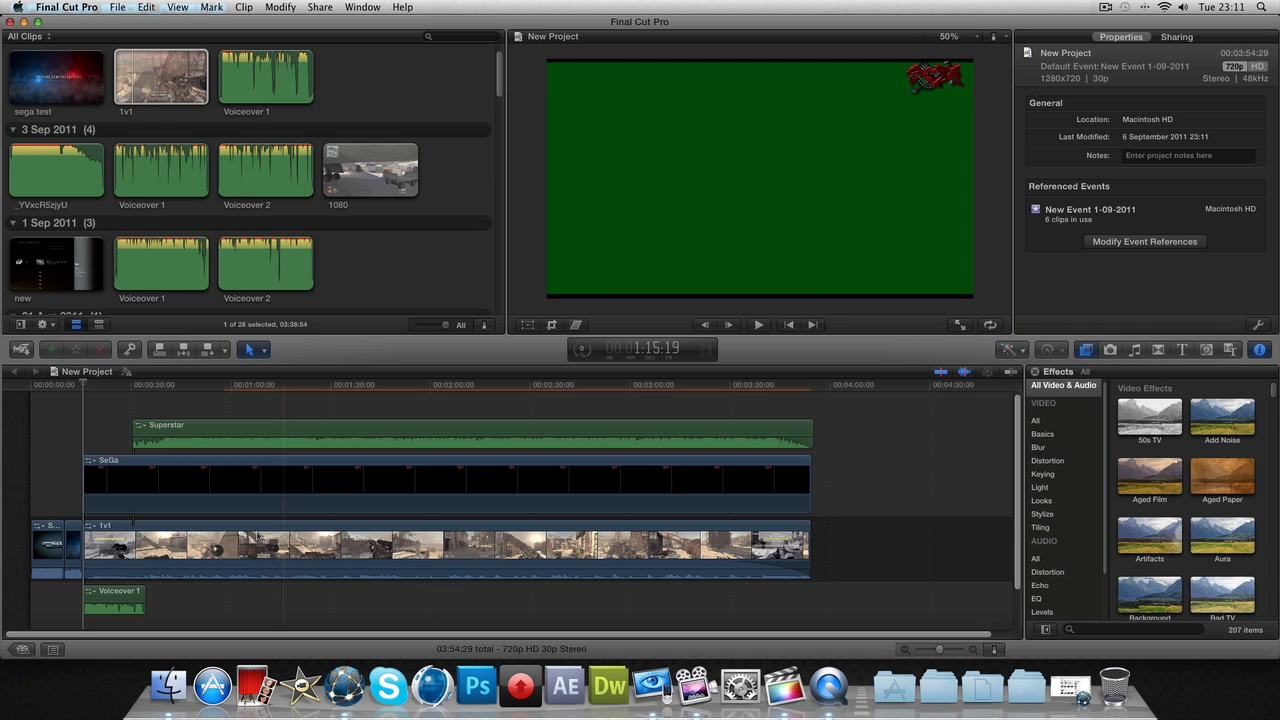 Final Cut Pro File Edit View Mark Clip Modify Share Window Help Tue 23:11
Final Cut Pro
All Clips
New Project 50%
Properties Sharing
sega test 1v1 Voiceover 1
3 Sep 2011 (4)
_YVxcR5zjyU Voiceover 1 Voiceover 2 1080
1 Sep 2011 (3)
new Voiceover 1 Voiceover 2
1 of 28 selected, 03:38:54 All
New Project 00:03:54:29
Default Event: New Event 1-09-2011 720p HD
1280x720 | 30p Stereo | 48kHz
General
Location: Macintosh HD
Last Modified: 6 September 2011 23:11
Notes: Enter project notes here
Referenced Events
New Event 1-09-2011 Macintosh HD
6 clips in use
Modify Event References
1:15:19
New Project
00:00:00:00 00:00:30:00 00:01:00:00 00:01:30:00 00:02:00:00 00:02:30:00 00:03:00:00 00:03:30:00 00:04:00:00 00:04:30:00
Superstar
SeGa
S... 1v1
Voiceover 1
Effects All
All Video & Audio
VIDEO
All
Basics
Blur
Distortion
Keying
Light
Looks
Stylize
Tiling
AUDIO
All
Distortion
Echo
EQ
Levels
Video Effects
50s TV Add Noise
Aged Film Aged Paper
Artifacts Aura
Background Bad TV
207 items
03:54:29 total - 720p HD 30p Stereo
Ps AE Dw